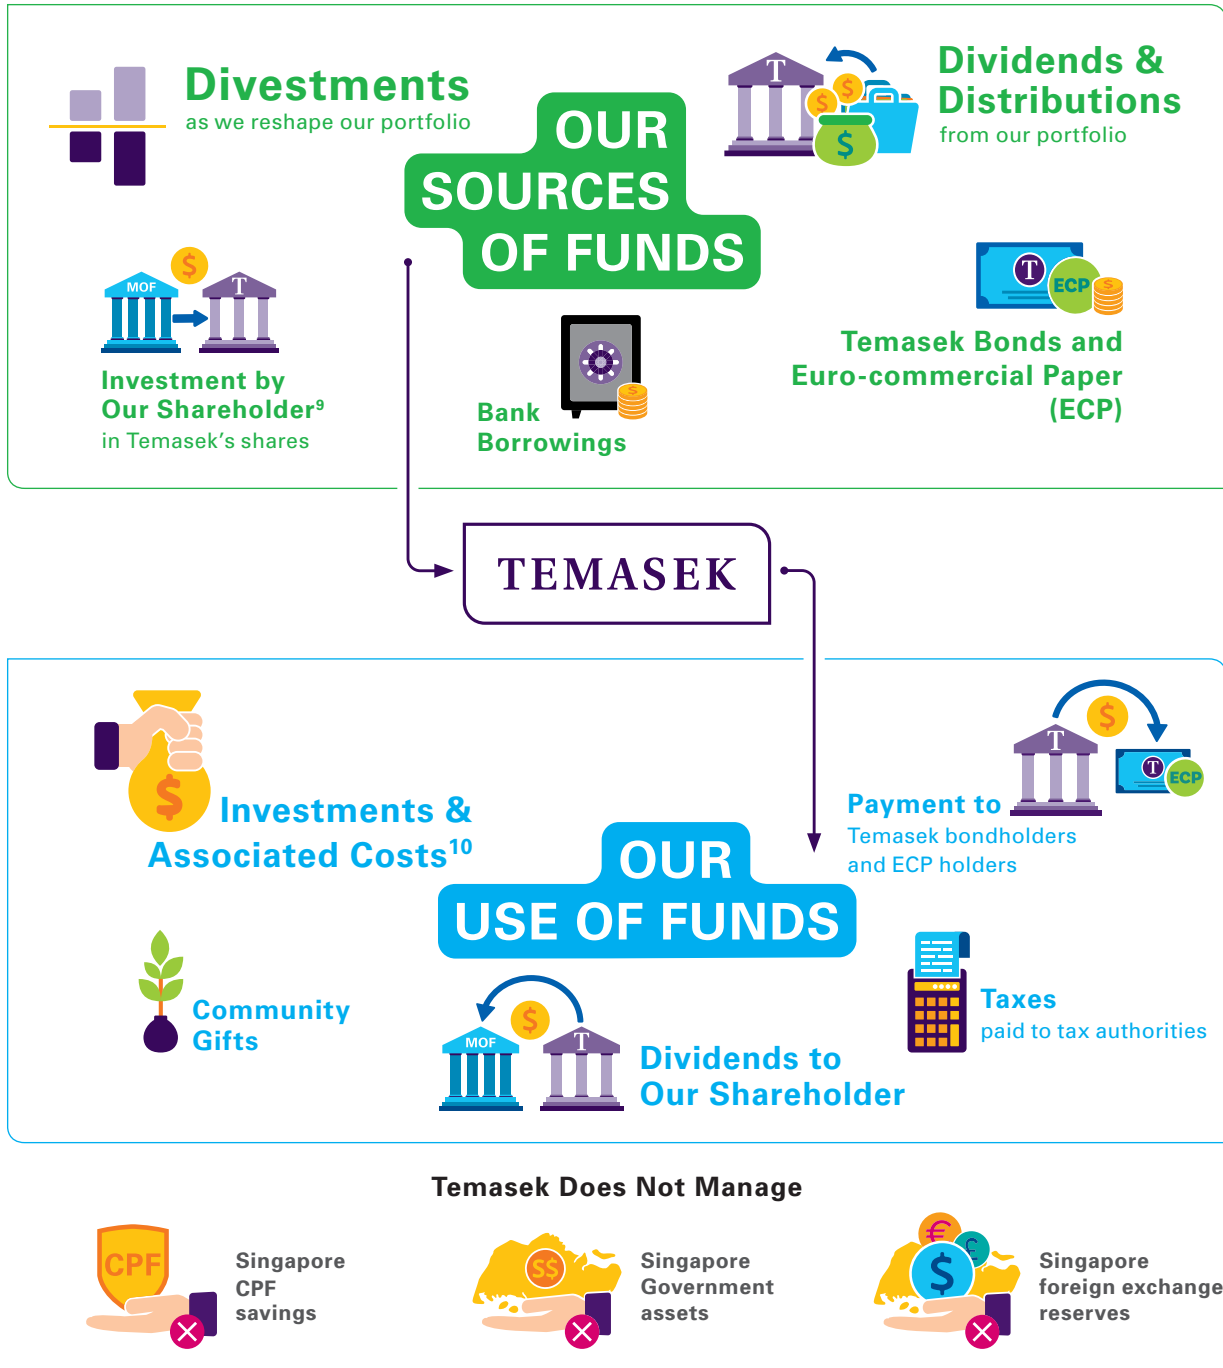 Divestments
as we reshape our portfolio
OUR
SOURCES
OF FUNDS
T
$
$
$
Dividends &
Distributions
from our portfolio
$
MOF
T
Investment by
Our Shareholder⁹
in Temasek's shares
Bank
Borrowings
$
T
ECP
$
Temasek Bonds and
Euro-commercial Paper
(ECP)
TEMASEK
$
Investments &
Associated Costs¹⁰
$
T
T
ECP
Payment to
Temasek bondholders
and ECP holders
OUR
USE OF FUNDS
Community
Gifts
$
MOF
T
Dividends to
Our Shareholder
Taxes
paid to tax authorities
Temasek Does Not Manage
CPF
Singapore
CPF
savings
S$
Singapore
Government
assets
€
£
$
Singapore
foreign exchange
reserves